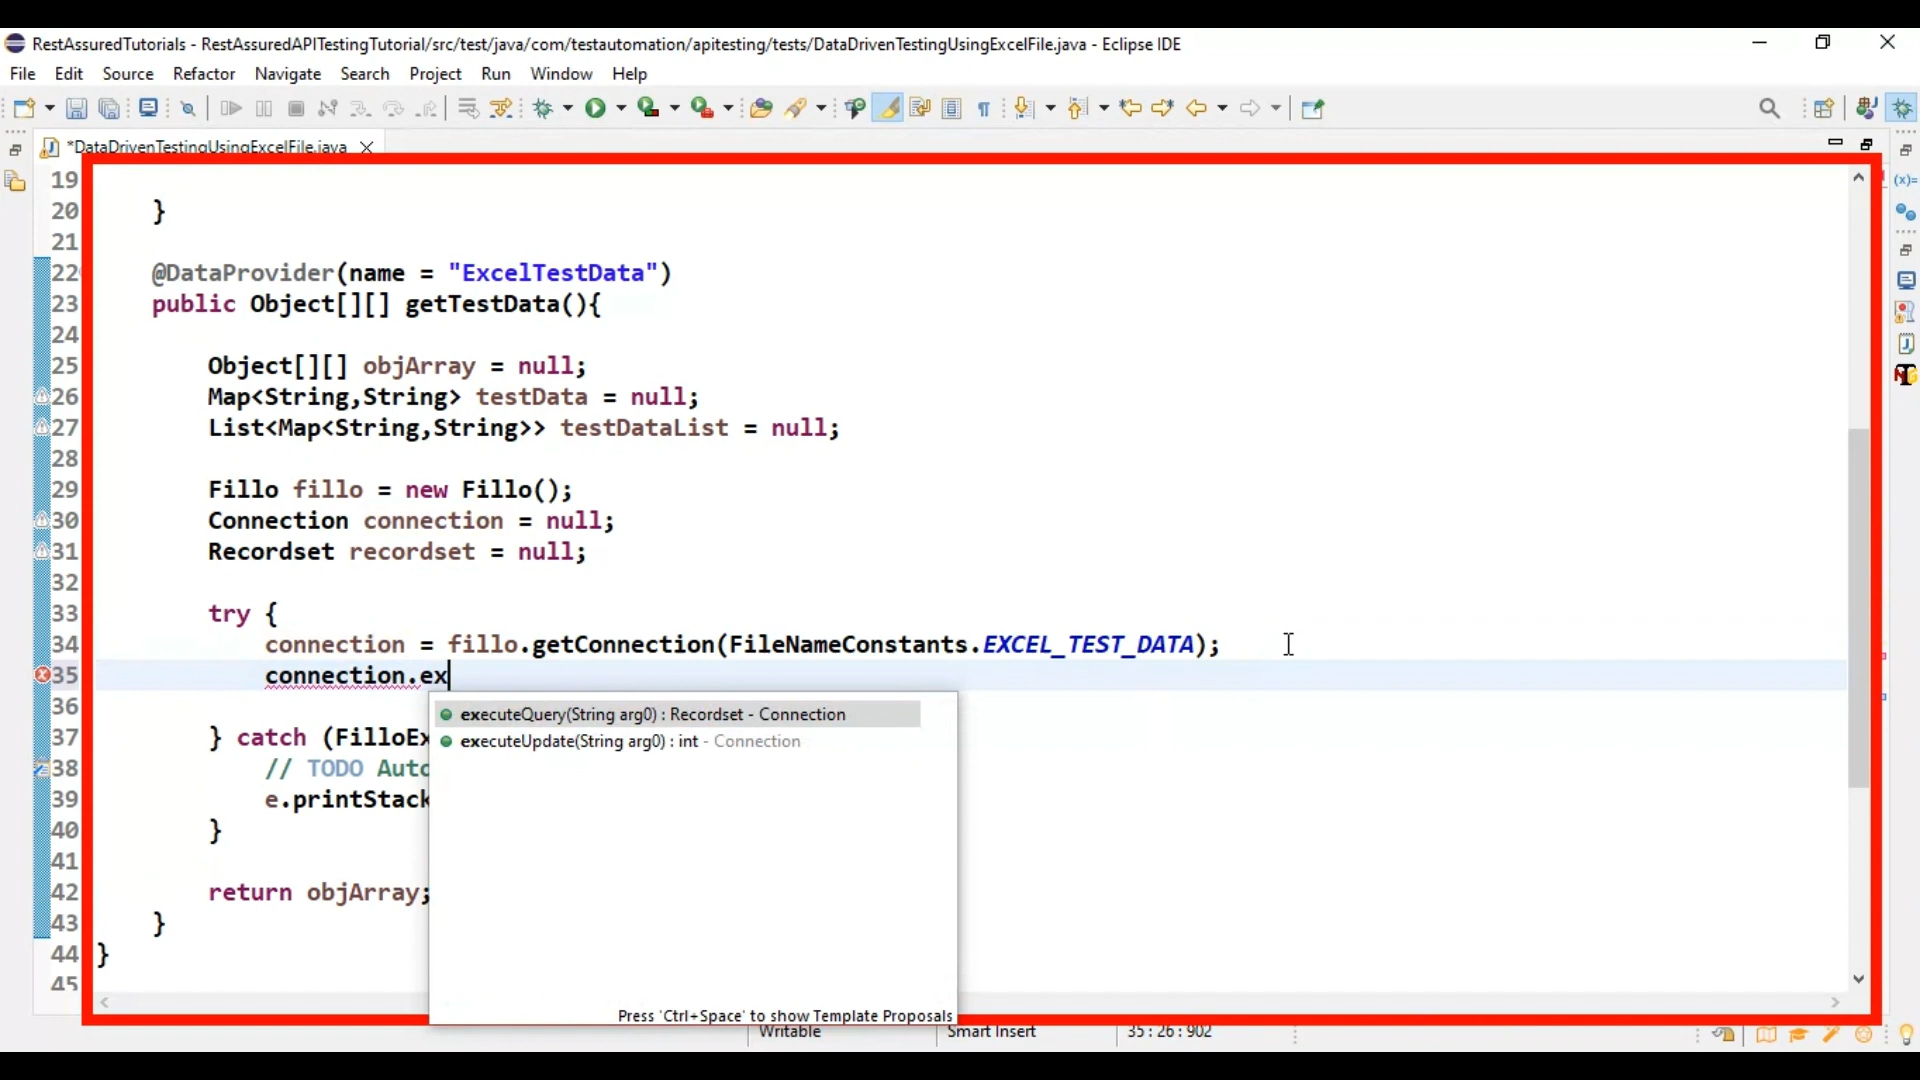 RestAssuredTutorials - RestAssuredAPITestingTutorial/src/test/java/com/testautomation/apitesting/tests/DataDrivenTestingUsingExcelFile.java - Eclipse IDE
File Edit Source Refactor Navigate Search Project Run Window Help
*DataDrivenTestingUsingExcelFile.java
19
20 }
21
22 @DataProvider(name = "ExcelTestData")
23 public Object[][] getTestData(){
24
25 Object[][] objArray = null;
26 Map<String,String> testData = null;
27 List<Map<String,String>> testDataList = null;
28
29 Fillo fillo = new Fillo();
30 Connection connection = null;
31 Recordset recordset = null;
32
33 try {
34 connection = fillo.getConnection(FileNameConstants.EXCEL_TEST_DATA);
35 connection.ex
executeQuery(String arg0) : Recordset - Connection
36
37 } catch (FilloEx
executeUpdate(String arg0) : int - Connection
38 // TODO Auto
39 e.printStack
40 }
41
42 return objArray;
43 }
44 }
45
Press 'Ctrl+Space' to show Template Proposals
Writable Smart Insert 35 : 26 : 902